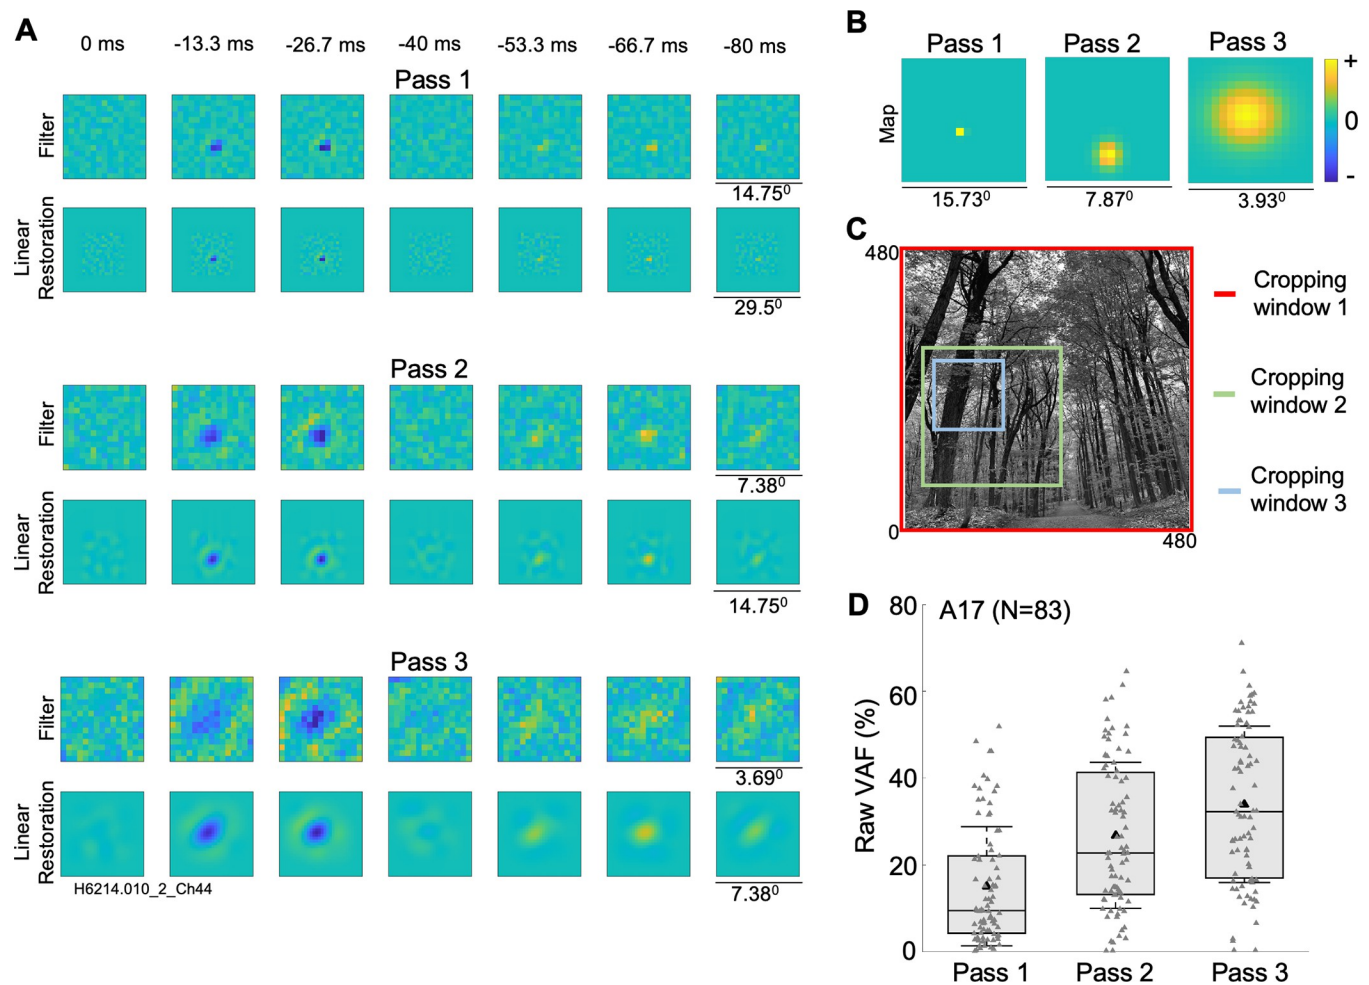 A
0 ms -13.3 ms -26.7 ms -40 ms -53.3 ms -66.7 ms -80 ms
Pass 1
Filter
14.75⁰
Linear
Restoration
29.5⁰
Pass 2
Filter
7.38⁰
Linear
Restoration
14.75⁰
Pass 3
Filter
3.69⁰
Linear
Restoration
H6214.010_2_Ch44
7.38⁰
B
Pass 1 Pass 2 Pass 3
Map
+
0
-
15.73⁰ 7.87⁰ 3.93⁰
C
480
0
480
Cropping
window 1
Cropping
window 2
Cropping
window 3
D
A17 (N=83)
Raw VAF (%)
80
60
40
20
0
Pass 1 Pass 2 Pass 3